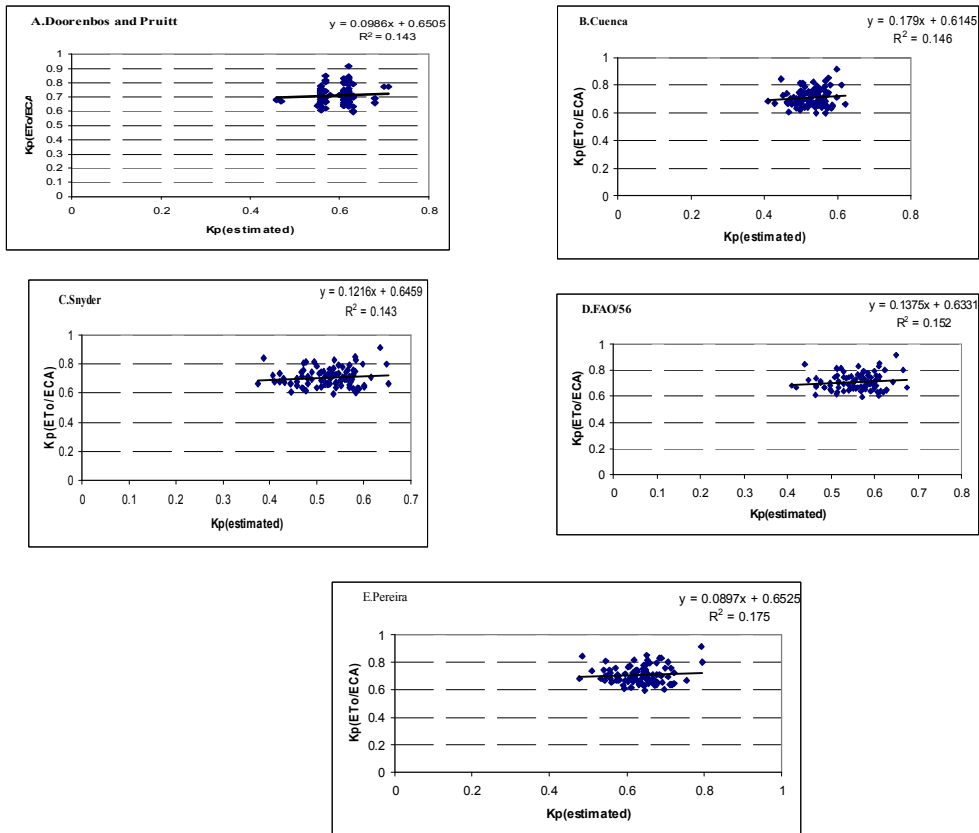 A.Doorenbos and Pruitt
y = 0.0986x + 0.6505
R² = 0.143
Kp(ETo/ECA
1
0.9
0.8
0.7
0.6
0.5
0.4
0.3
0.2
0.1
0
0 0.2 0.4 0.6 0.8
Kp(estimated)
B.Cuenca
y = 0.179x + 0.6145
R² = 0.146
Kp(ETo/ECA)
1
0.8
0.6
0.4
0.2
0
0 0.2 0.4 0.6 0.8
Kp(estimated)
C.Snyder
y = 0.1216x + 0.6459
R² = 0.143
Kp(ETo/ECA)
1
0.8
0.6
0.4
0.2
0
0 0.1 0.2 0.3 0.4 0.5 0.6 0.7
Kp(estimated)
D.FAO/56
y = 0.1375x + 0.6331
R² = 0.152
Kp(ETo/ECA)
1
0.8
0.6
0.4
0.2
0
0 0.1 0.2 0.3 0.4 0.5 0.6 0.7 0.8
Kp(estimated)
E.Pereira
y = 0.0897x + 0.6525
R² = 0.175
Kp(ETo/ECA)
1
0.8
0.6
0.4
0.2
0
0 0.2 0.4 0.6 0.8 1
Kp(estimated)